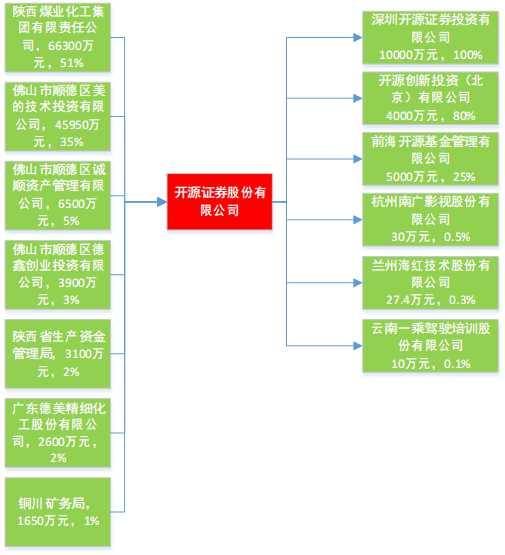 陕西煤业化工集
团有限责任公
司，66300万
元，51%
佛山市顺德区美
的技术投资有限
公司，45950万
元，35%
佛山市顺德区诚
顺资产管理有限
公司，6500万
元，5%
佛山市顺德区德
鑫创业投资有限
公司，3900万
元，3%
陕西省生产资金
管理局，3100万
元，2%
广东德美精细化
工股份有限公
司，2600万元，
2%
铜川矿务局，
1650万元，1%
开源证券股份有
限公司
深圳开源证券投资有
限公司
10000万元，100%
开源创新投资（北
京）有限公司
4000万元，80%
前海开源基金管理有
限公司
5000万元，25%
杭州南广影视股份有
限公司
30万元，0.5%
兰州海红技术股份有
限公司
27.4万元，0.3%
云南一乘驾驶培训股
份有限公司
10万元，0.1%